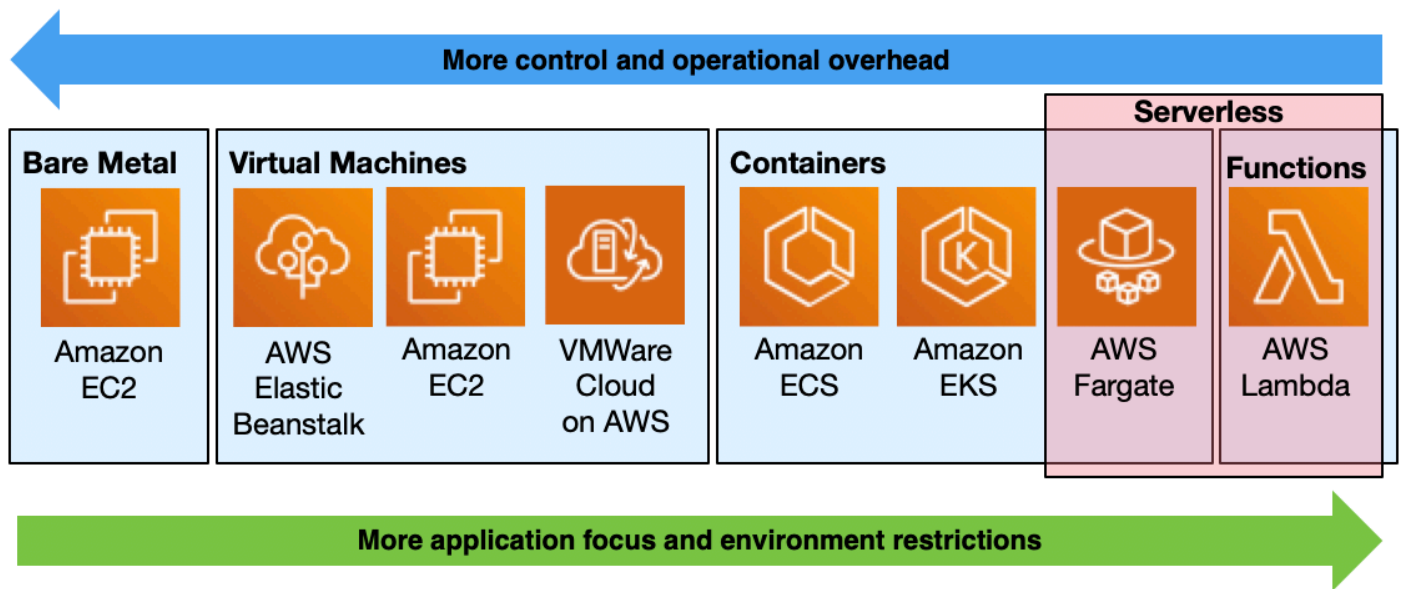 More control and operational overhead
Serverless
Bare Metal
Virtual Machines
Containers
Functions
K
Amazon
EC2
AWS
Elastic
Beanstalk
Amazon
EC2
VMWare
Cloud
on AWS
Amazon
ECS
Amazon
EKS
AWS
Fargate
AWS
Lambda
More application focus and environment restrictions